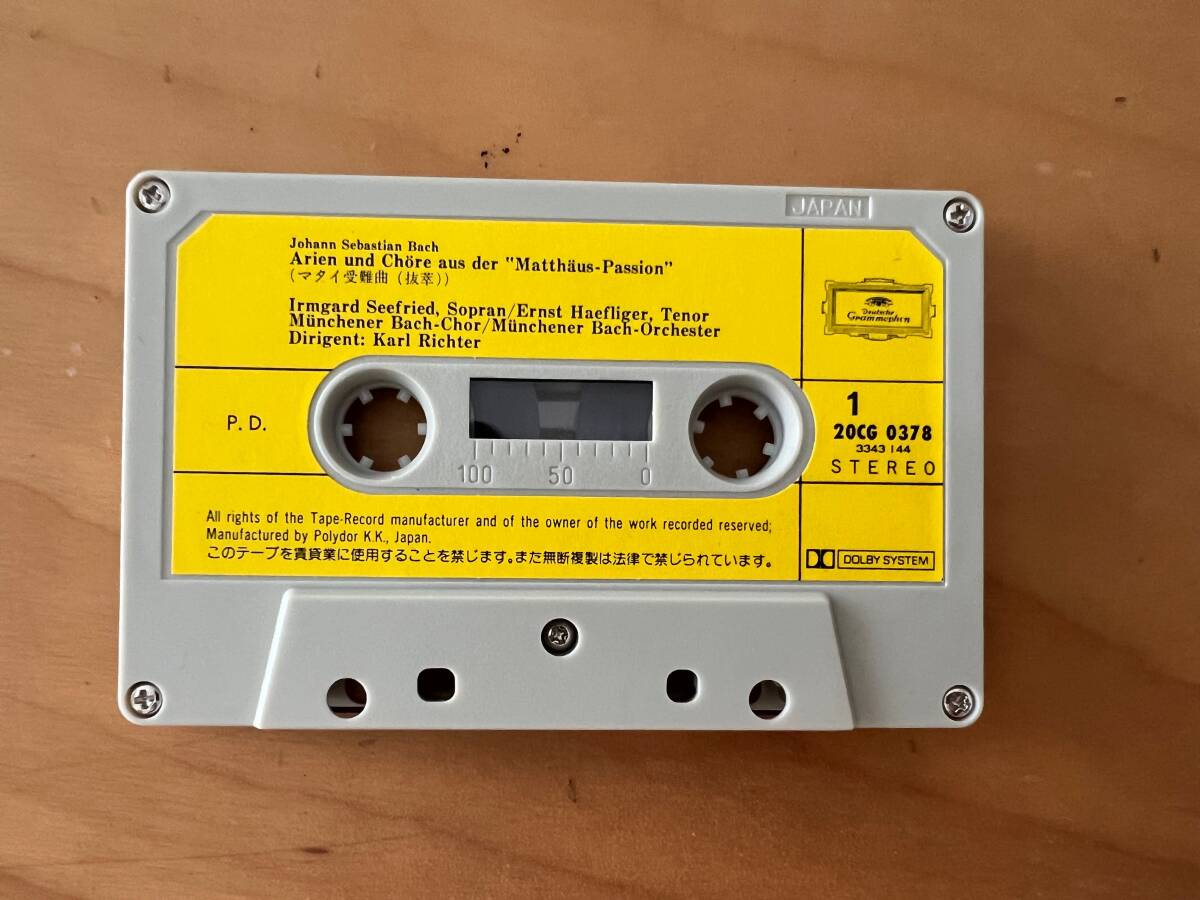 JAPAN
Johann Sebastian Bach
Arien und Chöre aus der "Matthäus-Passion"
(マタイ受難曲(抜萃))
Irmgard Seefried, Sopran/Ernst Haefliger, Tenor
Münchener Bach-Chor/Münchener Bach-Orchester
Dirigent: Karl Richter
Deutsche
Grammophon
P. D.
100 50 0
1
20CG 0378
3343 144
STEREO
All rights of the Tape-Record manufacturer and of the owner of the work recorded reserved;
Manufactured by Polydor K.K., Japan.
このテープを賃貸業に使用することを禁じます。また無断複製は法律で禁じられています。
DOLBY SYSTEM